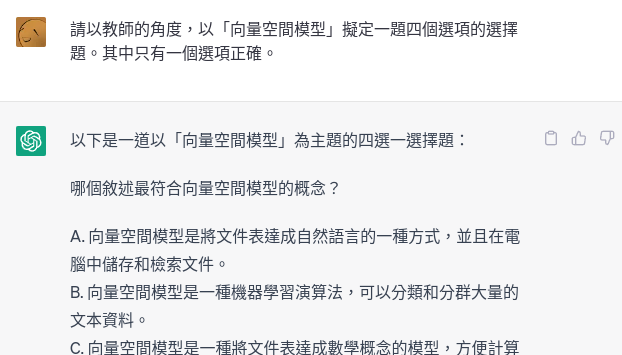 請以教師的角度，以「向量空間模型」擬定一題四個選項的選擇
題。其中只有一個選項正確。
以下是一道以「向量空間模型」為主題的四選一選擇題：
哪個敘述最符合向量空間模型的概念？
A. 向量空間模型是將文件表達成自然語言的一種方式，並且在電
腦中儲存和檢索文件。
B. 向量空間模型是一種機器學習演算法，可以分類和分群大量的
文本資料。
C. 向量空間模型是一種將文件表達成數學概念的模型，方便計算